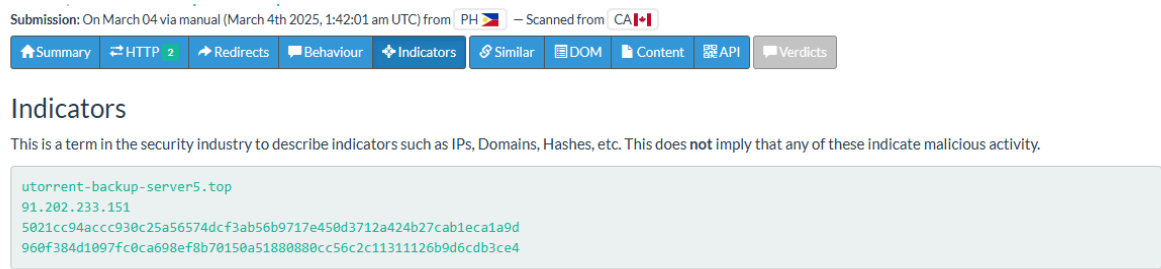 Submission: On March 04 via manual (March 4th 2025, 1:42:01 am UTC) from PH — Scanned from CA
Summary HTTP 2 Redirects Behaviour Indicators Similar DOM Content API Verdicts
Indicators
This is a term in the security industry to describe indicators such as IPs, Domains, Hashes, etc. This does not imply that any of these indicate malicious activity.
utorrent-backup-server5.top
91.202.233.151
5021cc94accc930c25a56574dcf3ab56b9717e450d3712a424b27cab1eca1a9d
960f384d1097fc0ca698ef8b70150a51880880cc56c2c11311126b9d6cdb3ce4